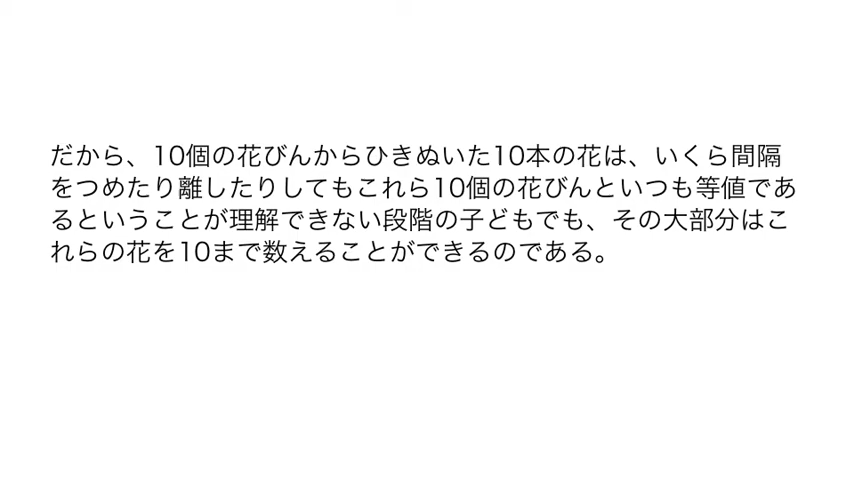 だから、10個の花びんからひきぬいた10本の花は、いくら間隔
をつめたり離したりしてもこれら10個の花びんといつも等値であ
るということが理解できない段階の子どもでも、その大部分はこ
れらの花を10まで数えることができるのである。